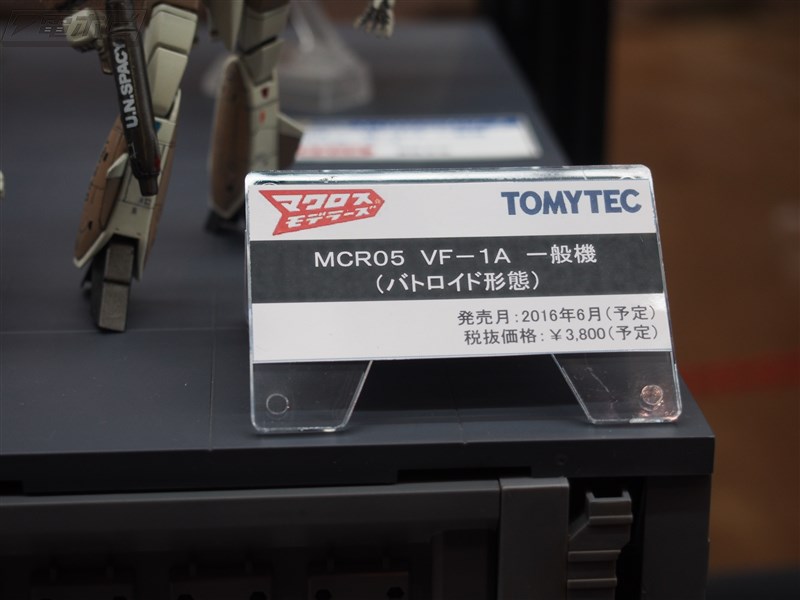 U.N.SPACY
マクロス
モデラーズ
TOMYTEC
MCR05 VF-1A 一般機
(バトロイド形態)
発売月:2016年6月(予定)
税抜価格:¥3,800(予定)